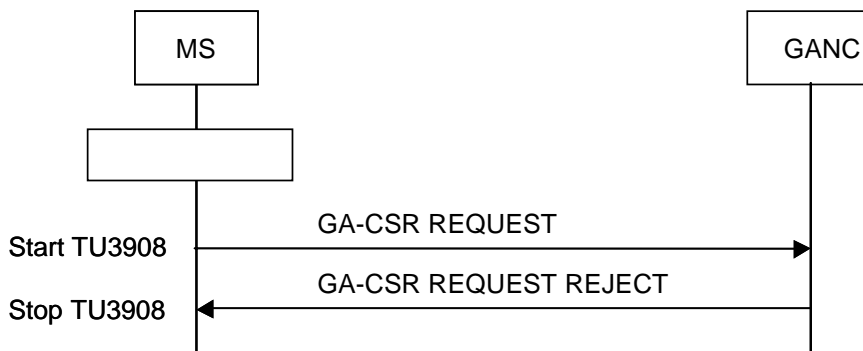 MS
GANC
GA-CSR REQUEST
Start TU3908
GA-CSR REQUEST REJECT
Stop TU3908